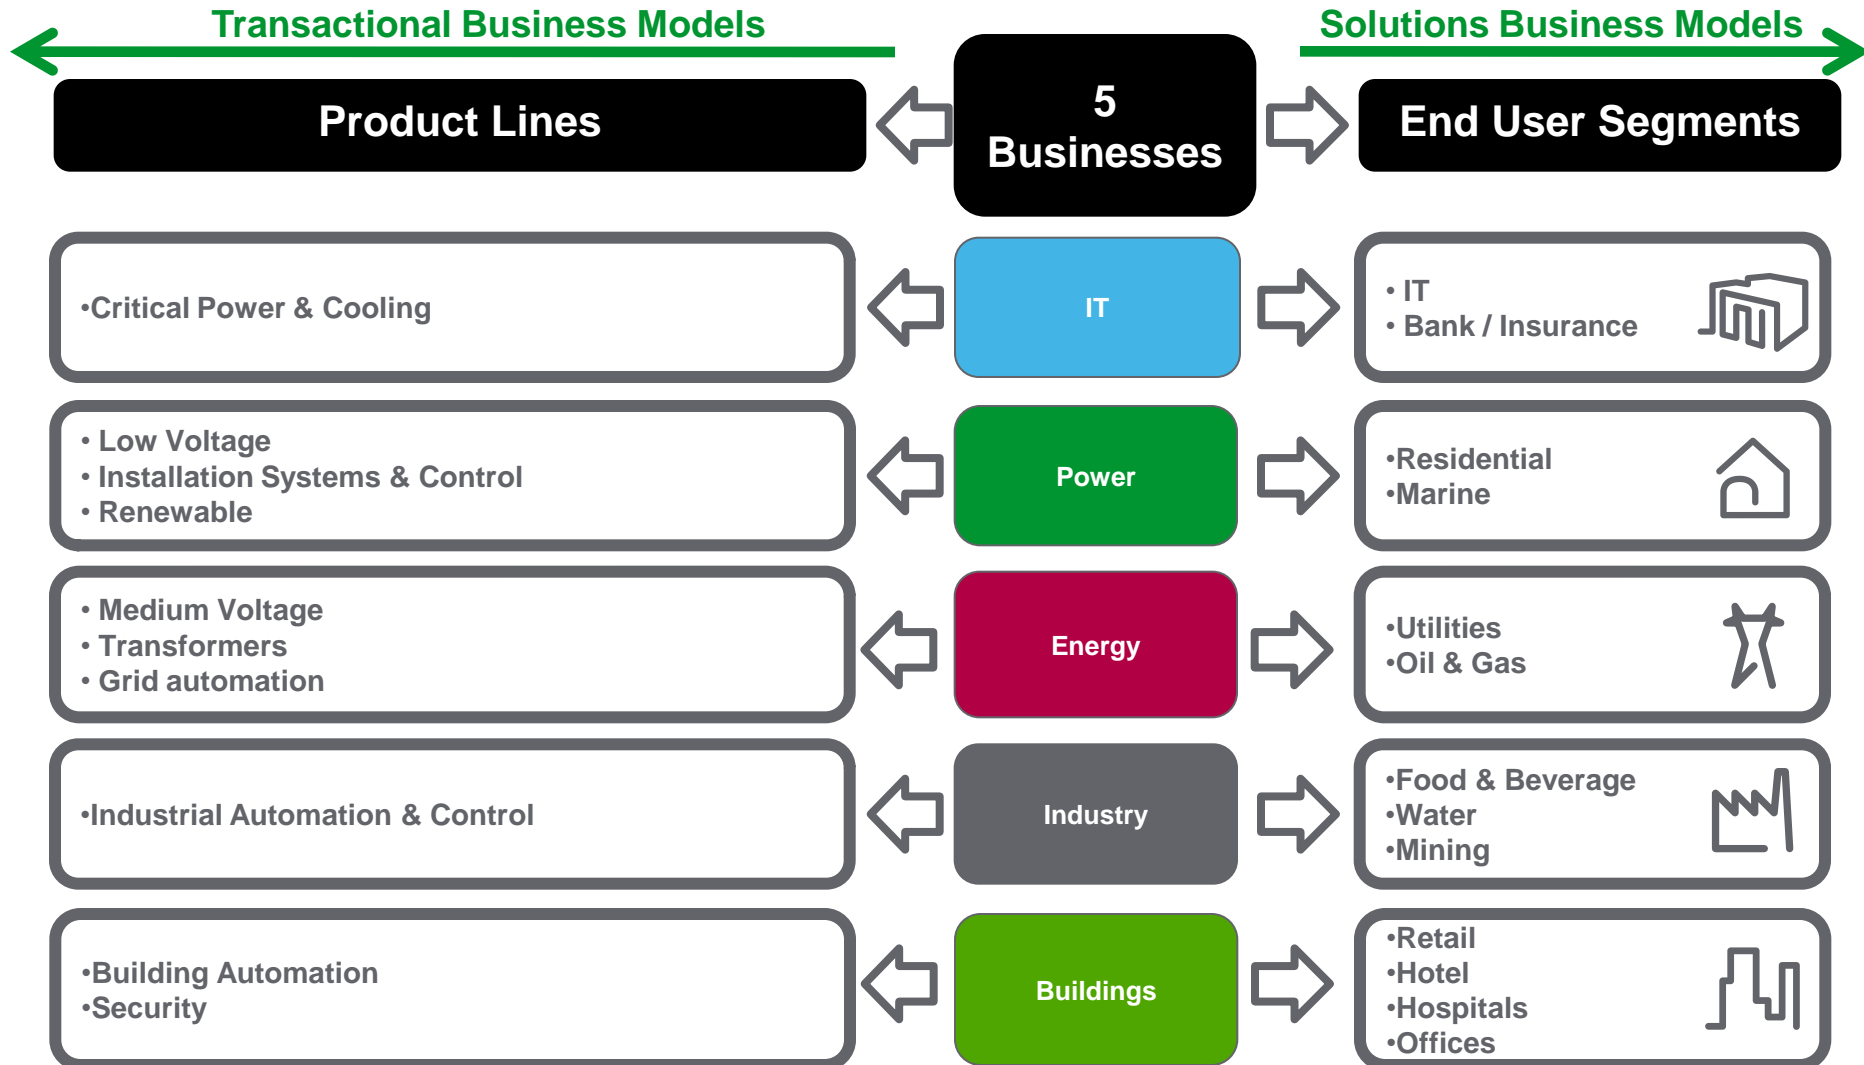 Transactional Business Models
Solutions Business Models
Product Lines
5
Businesses
End User Segments
•Critical Power & Cooling
IT
• IT
• Bank / Insurance
• Low Voltage
• Installation Systems & Control
• Renewable
Power
•Residential
•Marine
• Medium Voltage
• Transformers
• Grid automation
Energy
•Utilities
•Oil & Gas
•Industrial Automation & Control
Industry
•Food & Beverage
•Water
•Mining
•Building Automation
•Security
Buildings
•Retail
•Hotel
•Hospitals
•Offices